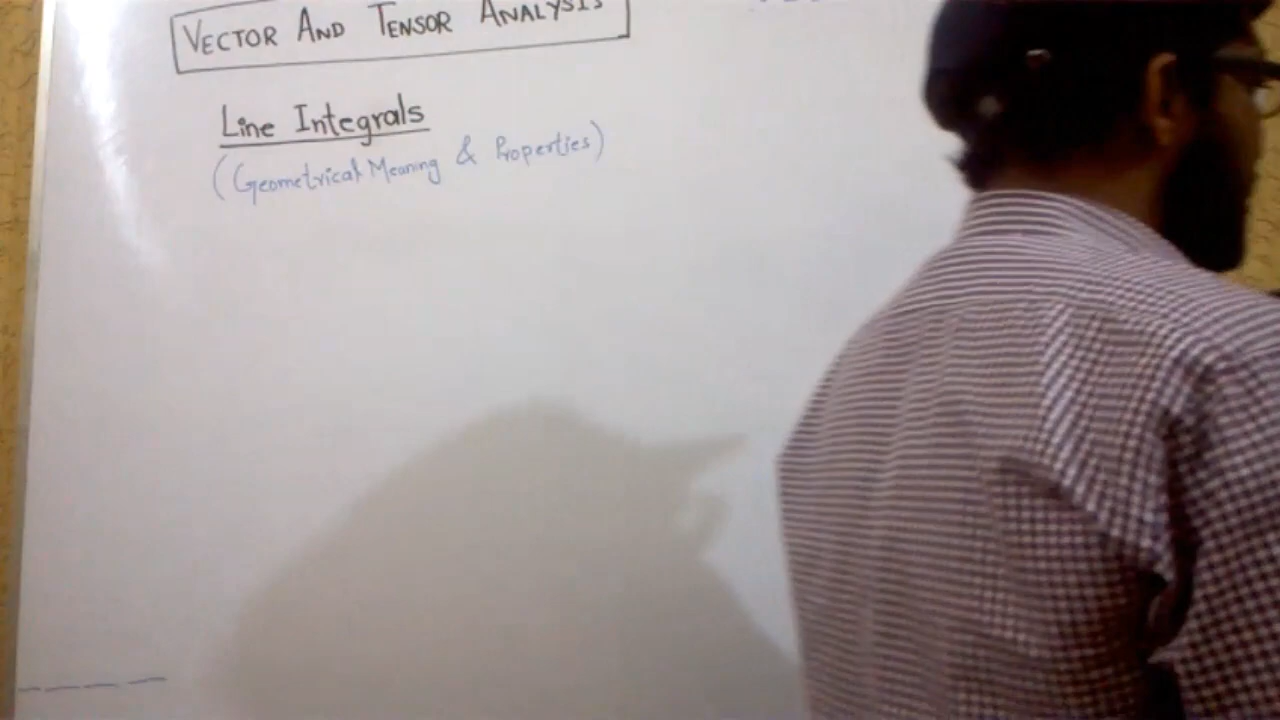 VECTOR AND TENSOR ANALYSIS
Line Integrals
(Geometrical Meaning & Properties)